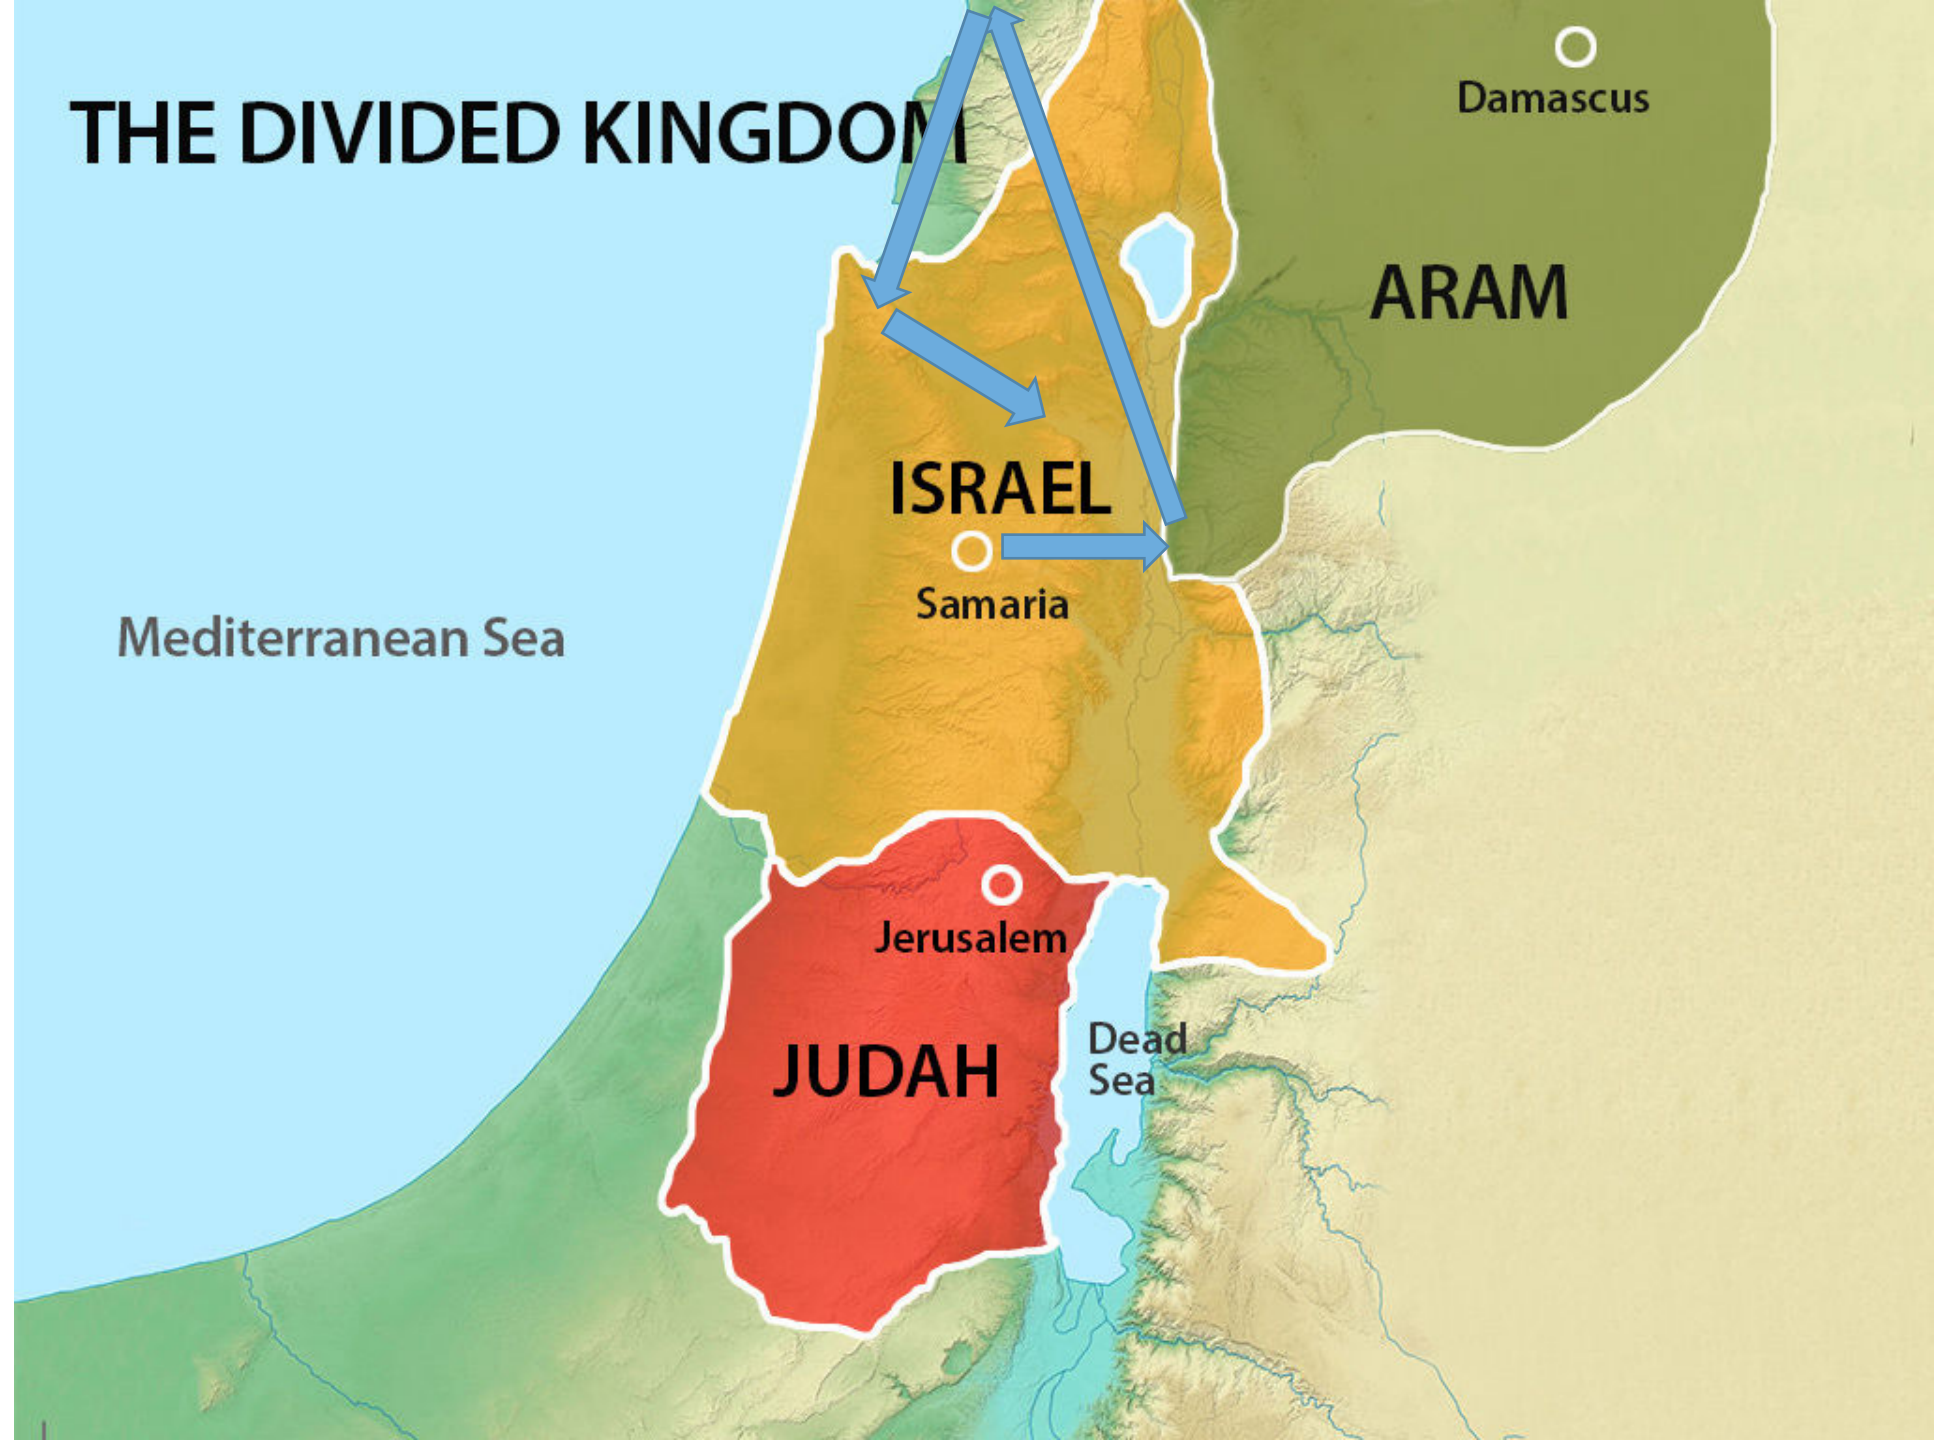 Damascus
THE DIVIDED KINGDOM
ARAM
ISRAEL
Samaria
Mediterranean Sea
Jerusalem
Dead
Sea
JUDAH